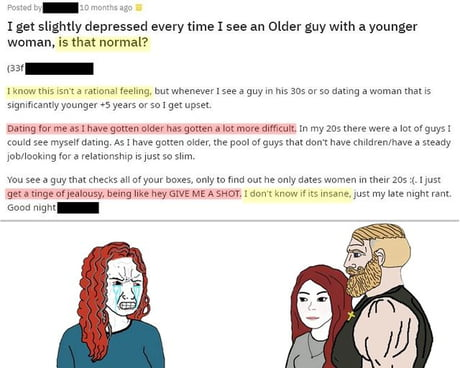 Posted by 10 months ago
I get slightly depressed every time I see an Older guy with a younger
woman, is that normal?
(33f
I know this isn't a rational feeling, but whenever I see a guy in his 30s or so dating a woman that is
significantly younger +5 years or so I get upset.
Dating for me as I have gotten older has gotten a lot more difficult. In my 20s there were a lot of guys I
could see myself dating. As I have gotten older, the pool of guys that don't have children/have a steady
job/looking for a relationship is just so slim.
You see a guy that checks all of your boxes, only to find out he only dates women in their 20s :(. I just
get a tinge of jealousy, being like hey GIVE ME A SHOT. I don't know if its insane, just my late night rant.
Good night